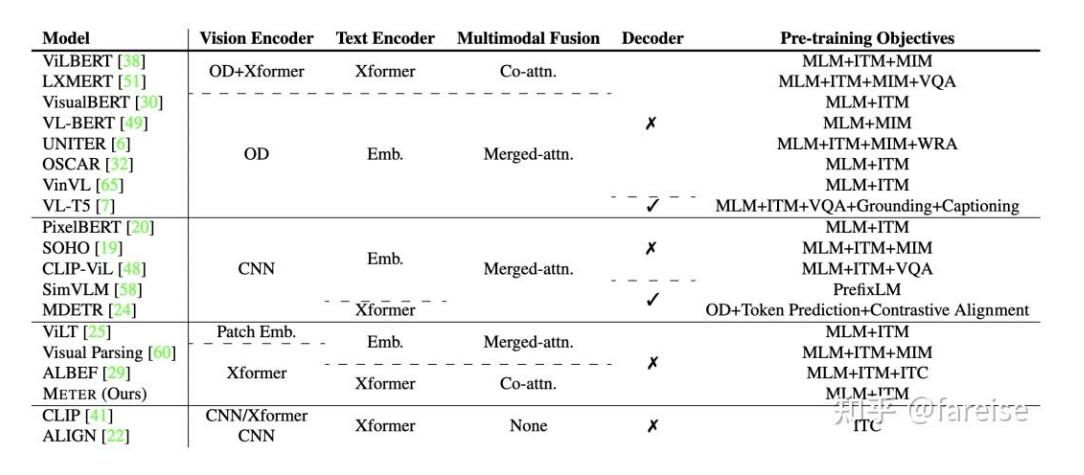 Model Vision Encoder Text Encoder Multimodal Fusion Decoder Pre-training Objectives
ViLBERT [38] OD+Xformer Xformer Co-attn. ✗ MLM+ITM+MIM
LXMERT [51] MLM+ITM+MIM+VQA
VisualBERT [30] OD Emb. Merged-attn. MLM+ITM
VL-BERT [49] MLM+MIM
UNITER [6] MLM+ITM+MIM+WRA
OSCAR [32] MLM+ITM
VinVL [65] MLM+ITM
VL-T5 [7] ✓ MLM+ITM+VQA+Grounding+Captioning
PixelBERT [20] CNN Emb. Merged-attn. ✗ MLM+ITM
SOHO [19] MLM+ITM+MIM
CLIP-ViL [48] MLM+ITM+VQA
SimVLM [58] ✓ PrefixLM
MDETR [24] Xformer OD+Token Prediction+Contrastive Alignment
ViLT [25] Patch Emb. Emb. Merged-attn. ✗ MLM+ITM
Visual Parsing [60] Xformer MLM+ITM+MIM
ALBEF [29] Xformer Co-attn. MLM+ITM+ITC
METER (Ours) MLM+ITM
CLIP [41] CNN/Xformer Xformer None ✗ ITC
ALIGN [22] CNN
知乎 @fareise